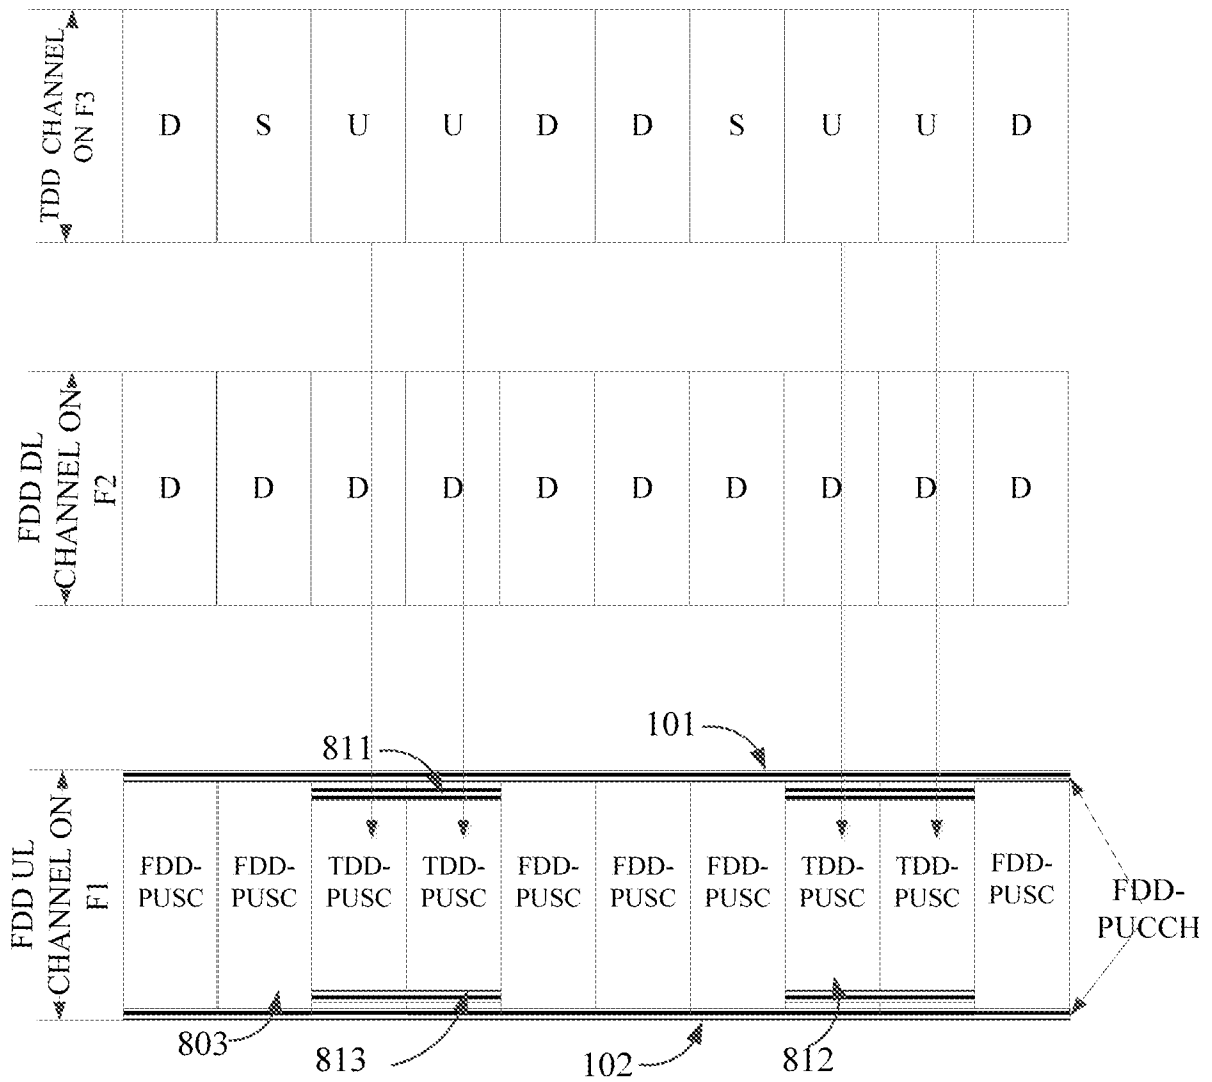 TDD CHANNEL
ON F3
D S U U D D S U U D
FDD DL
CHANNEL ON
F2
D D D D D D D D D D
101
811
FDD UL
CHANNEL ON
F1
FDD- FDD- TDD- TDD- FDD- FDD- FDD- TDD- TDD- FDD-
PUSC PUSC PUSC PUSC PUSC PUSC PUSC PUSC PUSC PUSC
FDD-
PUCCH
803
813
102
812